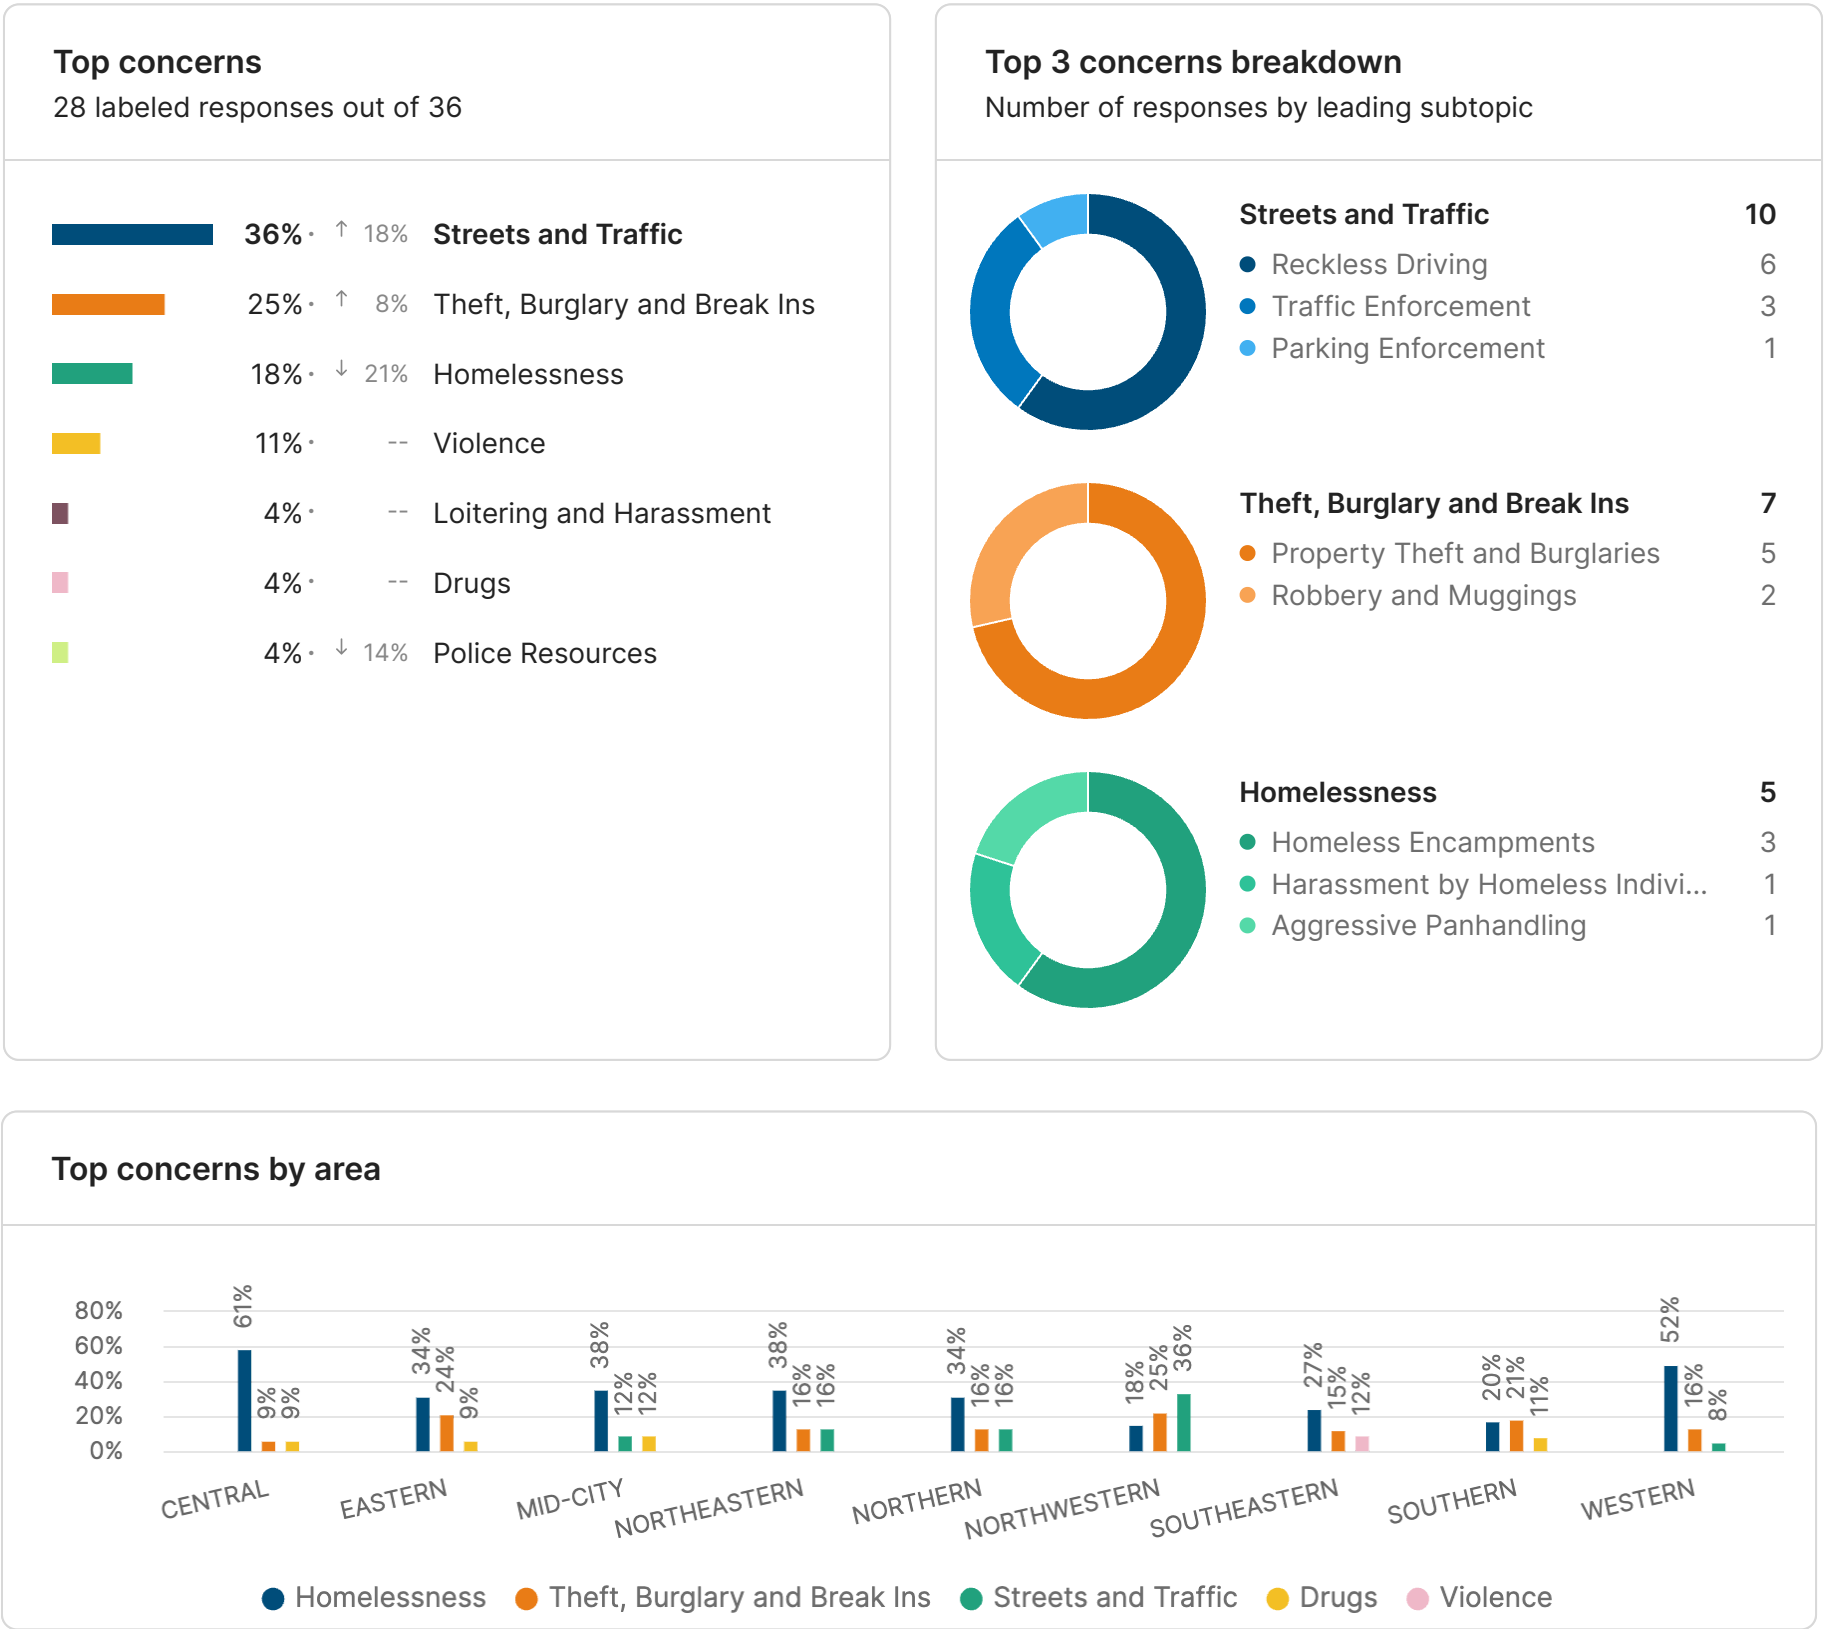 Top concerns
28 labeled responses out of 36
36% · ↑ 18% Streets and Traffic
25% · ↑ 8% Theft, Burglary and Break Ins
18% · ↓ 21% Homelessness
11% · -- Violence
4% · -- Loitering and Harassment
4% · -- Drugs
4% · ↓ 14% Police Resources
Top 3 concerns breakdown
Number of responses by leading subtopic
Streets and Traffic 10
Reckless Driving 6
Traffic Enforcement 3
Parking Enforcement 1
Theft, Burglary and Break Ins 7
Property Theft and Burglaries 5
Robbery and Muggings 2
Homelessness 5
Homeless Encampments 3
Harassment by Homeless Indivi... 1
Aggressive Panhandling 1
Top concerns by area
80%
60%
40%
20%
0%
61% 9% 9%
34% 24% 9%
38% 12% 12%
38% 16% 16%
34% 16% 16%
18% 25% 36%
27% 15% 12%
20% 21% 11%
52% 16% 8%
CENTRAL
EASTERN
MID-CITY
NORTHEASTERN
NORTHERN
NORTHWESTERN
SOUTHEASTERN
SOUTHERN
WESTERN
Homelessness Theft, Burglary and Break Ins Streets and Traffic Drugs Violence